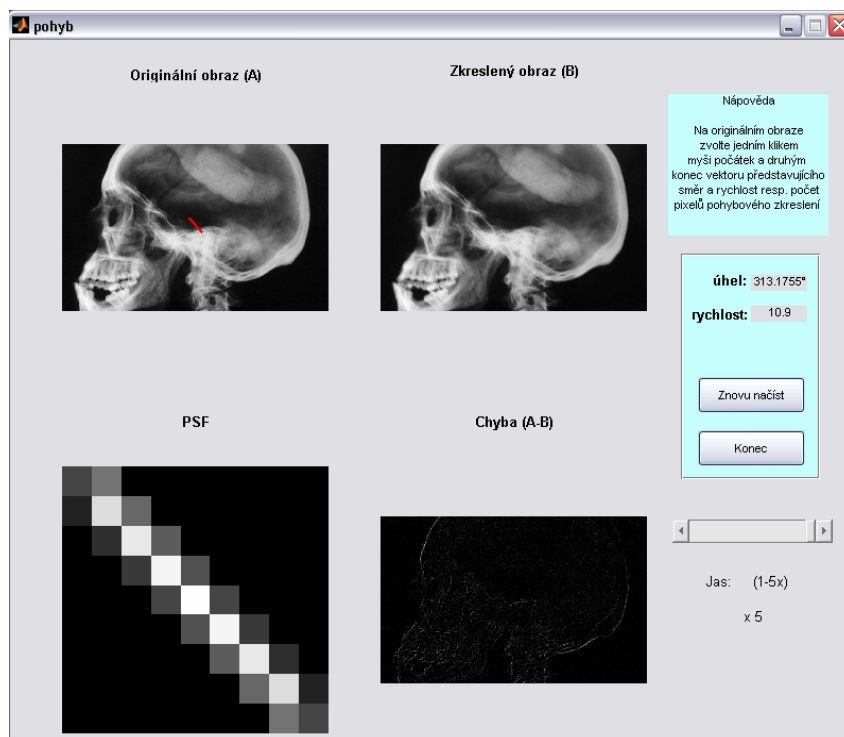 pohyb
Originální obraz (A)
Zkreslený obraz (B)
Nápověda
Na originálním obraze
zvolte jedním klikem
myši počátek a druhým
konec vektoru představujícího
směr a rychlost resp. počet
pixelů pohybového zkreslení
úhel: 313.1755°
rychlost: 10.9
Znovu načíst
Konec
PSF
Chyba (A-B)
Jas: (1-5x)
x 5